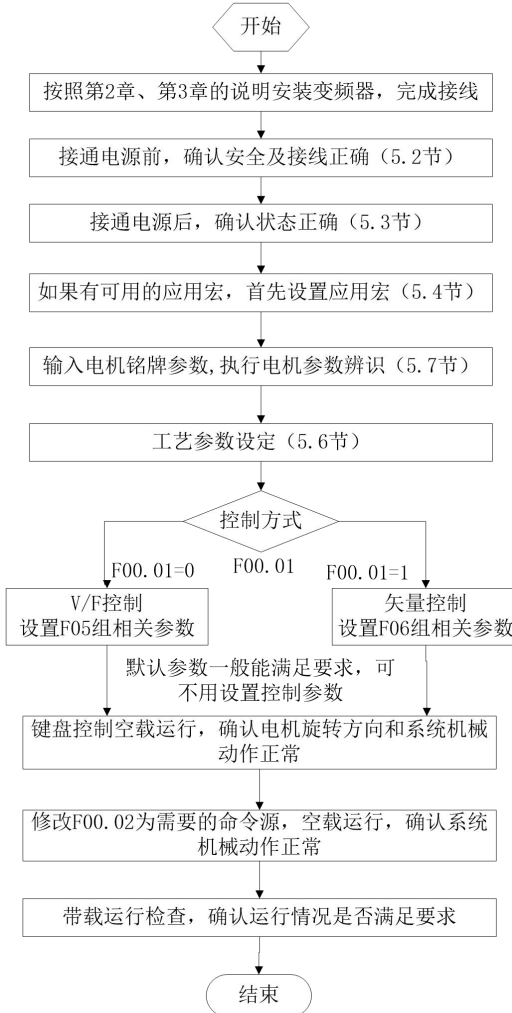 开始
按照第2章、第3章的说明安装变频器，完成接线
接通电源前，确认安全及接线正确（5.2节）
接通电源后，确认状态正确（5.3节）
如果有可用的应用宏，首先设置应用宏（5.4节）
输入电机铭牌参数,执行电机参数辨识（5.7节）
工艺参数设定（5.6节）
控制方式
F00.01=0
F00.01
F00.01=1
V/F控制
设置F05组相关参数
矢量控制
设置F06组相关参数
默认参数一般能满足要求，可
不用设置控制参数
键盘控制空载运行，确认电机旋转方向和系统机械
动作正常
修改F00.02为需要的命令源，空载运行，确认系统
机械动作正常
带载运行检查，确认运行情况是否满足要求
结束